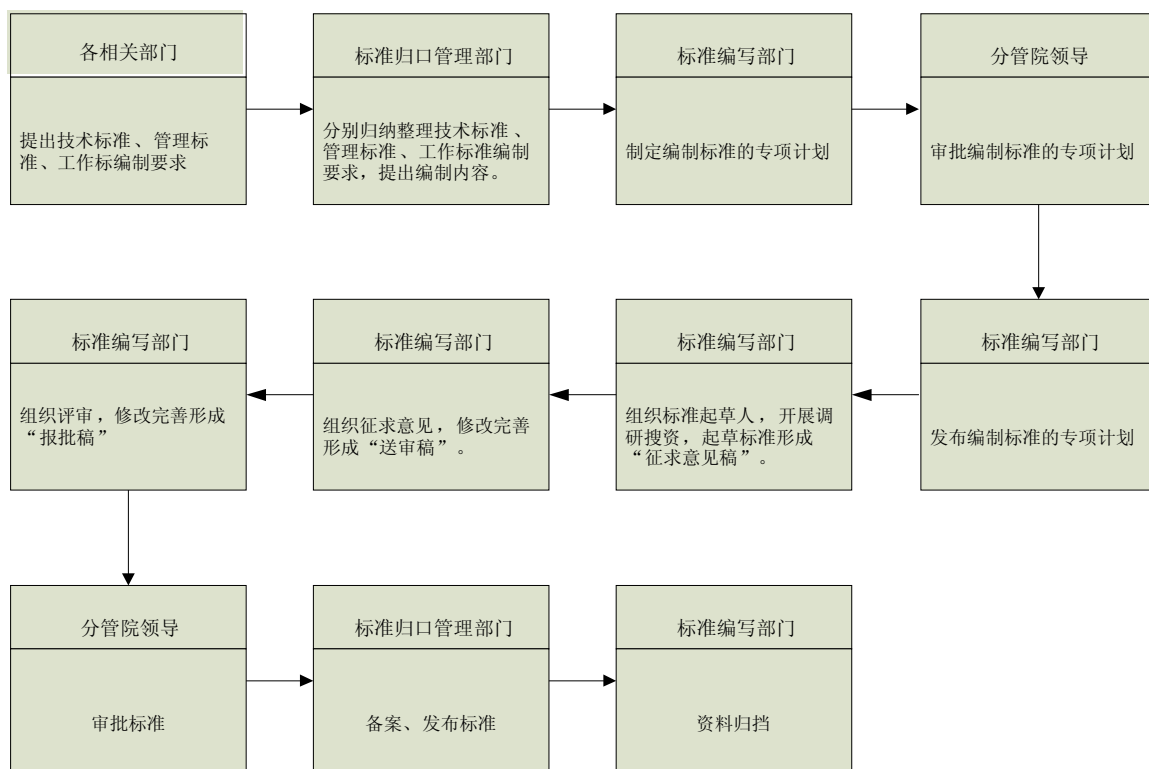 各相关部门
提出技术标准、管理标
准、工作标编制要求
标准归口管理部门
分别归纳整理技术标准、
管理标准、工作标准编制
要求，提出编制内容。
标准编写部门
制定编制标准的专项计划
分管院领导
审批编制标准的专项计划
标准编写部门
发布编制标准的专项计划
标准编写部门
组织标准起草人，开展调
研搜资，起草标准形成
“征求意见稿”。
标准编写部门
组织征求意见，修改完善
形成“送审稿”。
标准编写部门
组织评审，修改完善形成
“报批稿”
分管院领导
审批标准
标准归口管理部门
备案、发布标准
标准编写部门
资料归挡